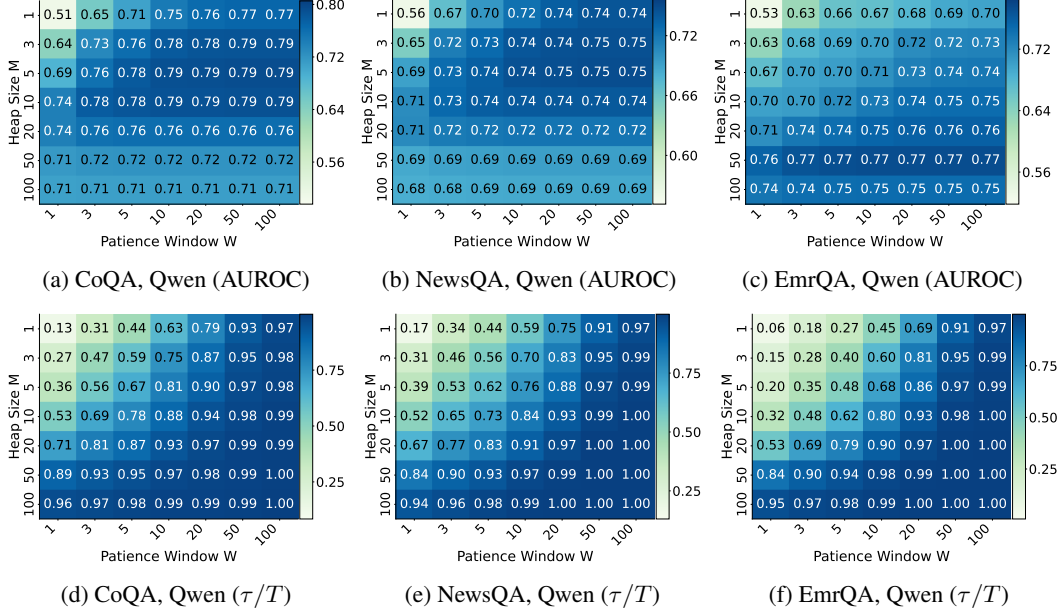 1 0.51 0.65 0.71 0.75 0.75 0.77 0.77
3 0.64 0.73 0.76 0.78 0.78 0.79 0.79
5 0.69 0.76 0.78 0.79 0.79 0.79 0.79
10 0.74 0.78 0.78 0.79 0.79 0.79 0.79
20 0.74 0.76 0.76 0.76 0.76 0.76 0.76
50 0.71 0.72 0.72 0.72 0.72 0.72 0.72
100 0.71 0.71 0.71 0.71 0.71 0.71 0.71
Heap Size M
1 3 5 10 20 50 100
Patience Window W
0.80
0.72
0.64
0.56
(a) CoQA, Qwen (AUROC)
1 0.56 0.67 0.70 0.72 0.74 0.74 0.74
3 0.65 0.72 0.73 0.74 0.74 0.75 0.75
5 0.69 0.73 0.74 0.74 0.75 0.75 0.75
10 0.71 0.73 0.74 0.74 0.74 0.74 0.74
20 0.71 0.72 0.72 0.72 0.72 0.72 0.72
50 0.69 0.69 0.69 0.69 0.69 0.69 0.69
100 0.68 0.68 0.69 0.69 0.69 0.69 0.69
Heap Size M
1 3 5 10 20 50 100
Patience Window W
0.72
0.66
0.60
(b) NewsQA, Qwen (AUROC)
1 0.53 0.63 0.66 0.67 0.68 0.69 0.70
3 0.63 0.68 0.69 0.70 0.72 0.72 0.73
5 0.67 0.70 0.70 0.71 0.73 0.74 0.74
10 0.70 0.70 0.72 0.73 0.74 0.75 0.75
20 0.71 0.74 0.74 0.75 0.76 0.76 0.76
50 0.76 0.77 0.77 0.77 0.77 0.77 0.77
100 0.74 0.74 0.75 0.75 0.75 0.75 0.75
Heap Size M
1 3 5 10 20 50 100
Patience Window W
0.72
0.64
0.56
(c) EmrQA, Qwen (AUROC)
1 0.13 0.31 0.44 0.63 0.79 0.93 0.97
3 0.27 0.47 0.59 0.75 0.87 0.95 0.98
5 0.36 0.56 0.67 0.81 0.90 0.97 0.98
10 0.53 0.69 0.78 0.88 0.94 0.98 0.99
20 0.71 0.81 0.87 0.93 0.97 0.99 0.99
50 0.89 0.93 0.95 0.97 0.98 0.99 1.00
100 0.96 0.97 0.98 0.99 0.99 1.00 1.00
Heap Size M
1 3 5 10 20 50 100
Patience Window W
0.75
0.50
0.25
(d) CoQA, Qwen (τ/T)
1 0.17 0.34 0.44 0.59 0.75 0.91 0.97
3 0.31 0.46 0.56 0.70 0.83 0.95 0.99
5 0.39 0.53 0.62 0.76 0.88 0.97 0.99
10 0.52 0.65 0.73 0.84 0.93 0.99 1.00
20 0.67 0.77 0.83 0.91 0.97 1.00 1.00
50 0.84 0.90 0.93 0.97 0.99 1.00 1.00
100 0.94 0.96 0.98 0.99 1.00 1.00 1.00
Heap Size M
1 3 5 10 20 50 100
Patience Window W
0.75
0.50
0.25
(e) NewsQA, Qwen (τ/T)
1 0.06 0.18 0.27 0.45 0.69 0.91 0.97
3 0.15 0.28 0.40 0.60 0.81 0.95 0.99
5 0.20 0.35 0.48 0.68 0.86 0.97 0.99
10 0.32 0.48 0.62 0.80 0.93 0.98 1.00
20 0.53 0.69 0.79 0.90 0.97 1.00 1.00
50 0.84 0.90 0.94 0.98 0.99 1.00 1.00
100 0.95 0.97 0.98 0.99 1.00 1.00 1.00
Heap Size M
1 3 5 10 20 50 100
Patience Window W
0.75
0.50
0.25
(f) EmrQA, Qwen (τ/T)